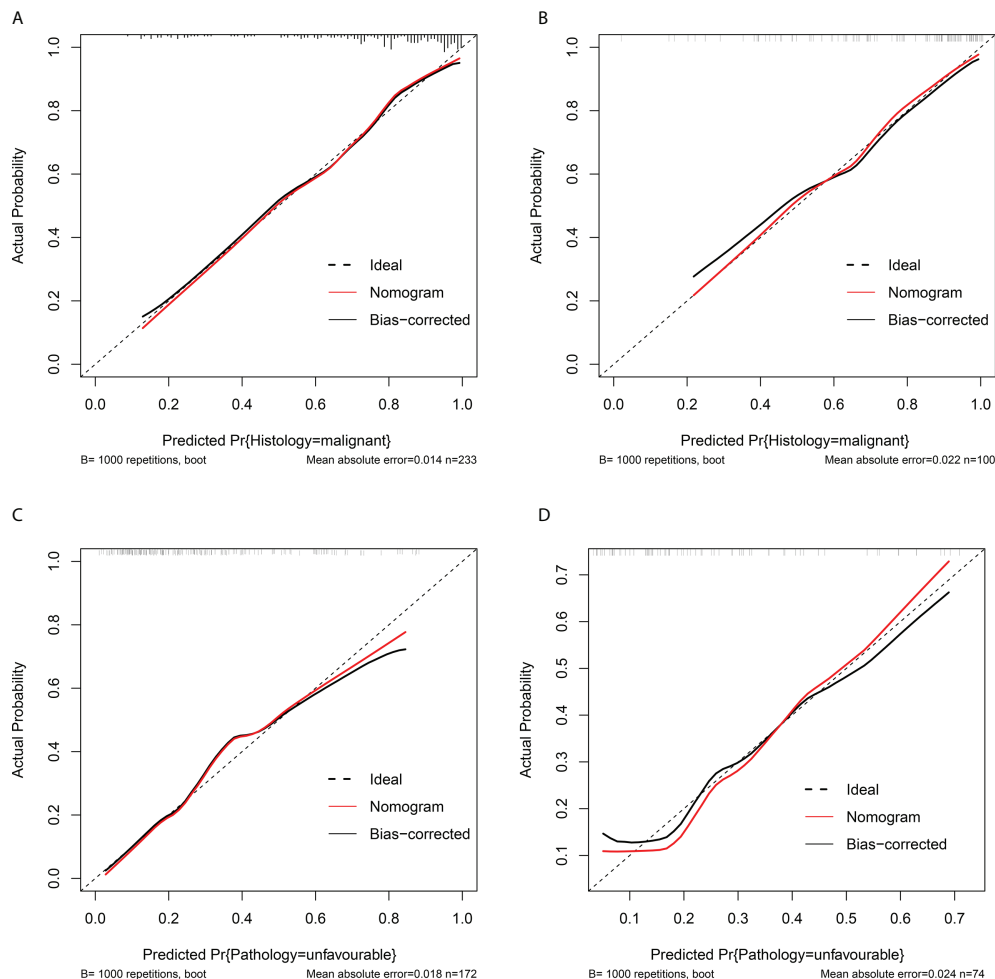 A
Actual Probability
1.0
0.8
0.6
0.4
0.2
0.0
Ideal
Nomogram
Bias−corrected
0.0 0.2 0.4 0.6 0.8 1.0
Predicted Pr{Histology=malignant}
B= 1000 repetitions, boot Mean absolute error=0.014 n=233
B
Actual Probability
1.0
0.8
0.6
0.4
0.2
0.0
Ideal
Nomogram
Bias−corrected
0.0 0.2 0.4 0.6 0.8 1.0
Predicted Pr{Histology=malignant}
B= 1000 repetitions, boot Mean absolute error=0.022 n=100
C
Actual Probability
1.0
0.8
0.6
0.4
0.2
0.0
Ideal
Nomogram
Bias−corrected
0.0 0.2 0.4 0.6 0.8 1.0
Predicted Pr{Pathology=unfavourable}
B= 1000 repetitions, boot Mean absolute error=0.018 n=172
D
Actual Probability
0.7
0.6
0.5
0.4
0.3
0.2
0.1
Ideal
Nomogram
Bias−corrected
0.1 0.2 0.3 0.4 0.5 0.6 0.7
Predicted Pr{Pathology=unfavourable}
B= 1000 repetitions, boot Mean absolute error=0.024 n=74